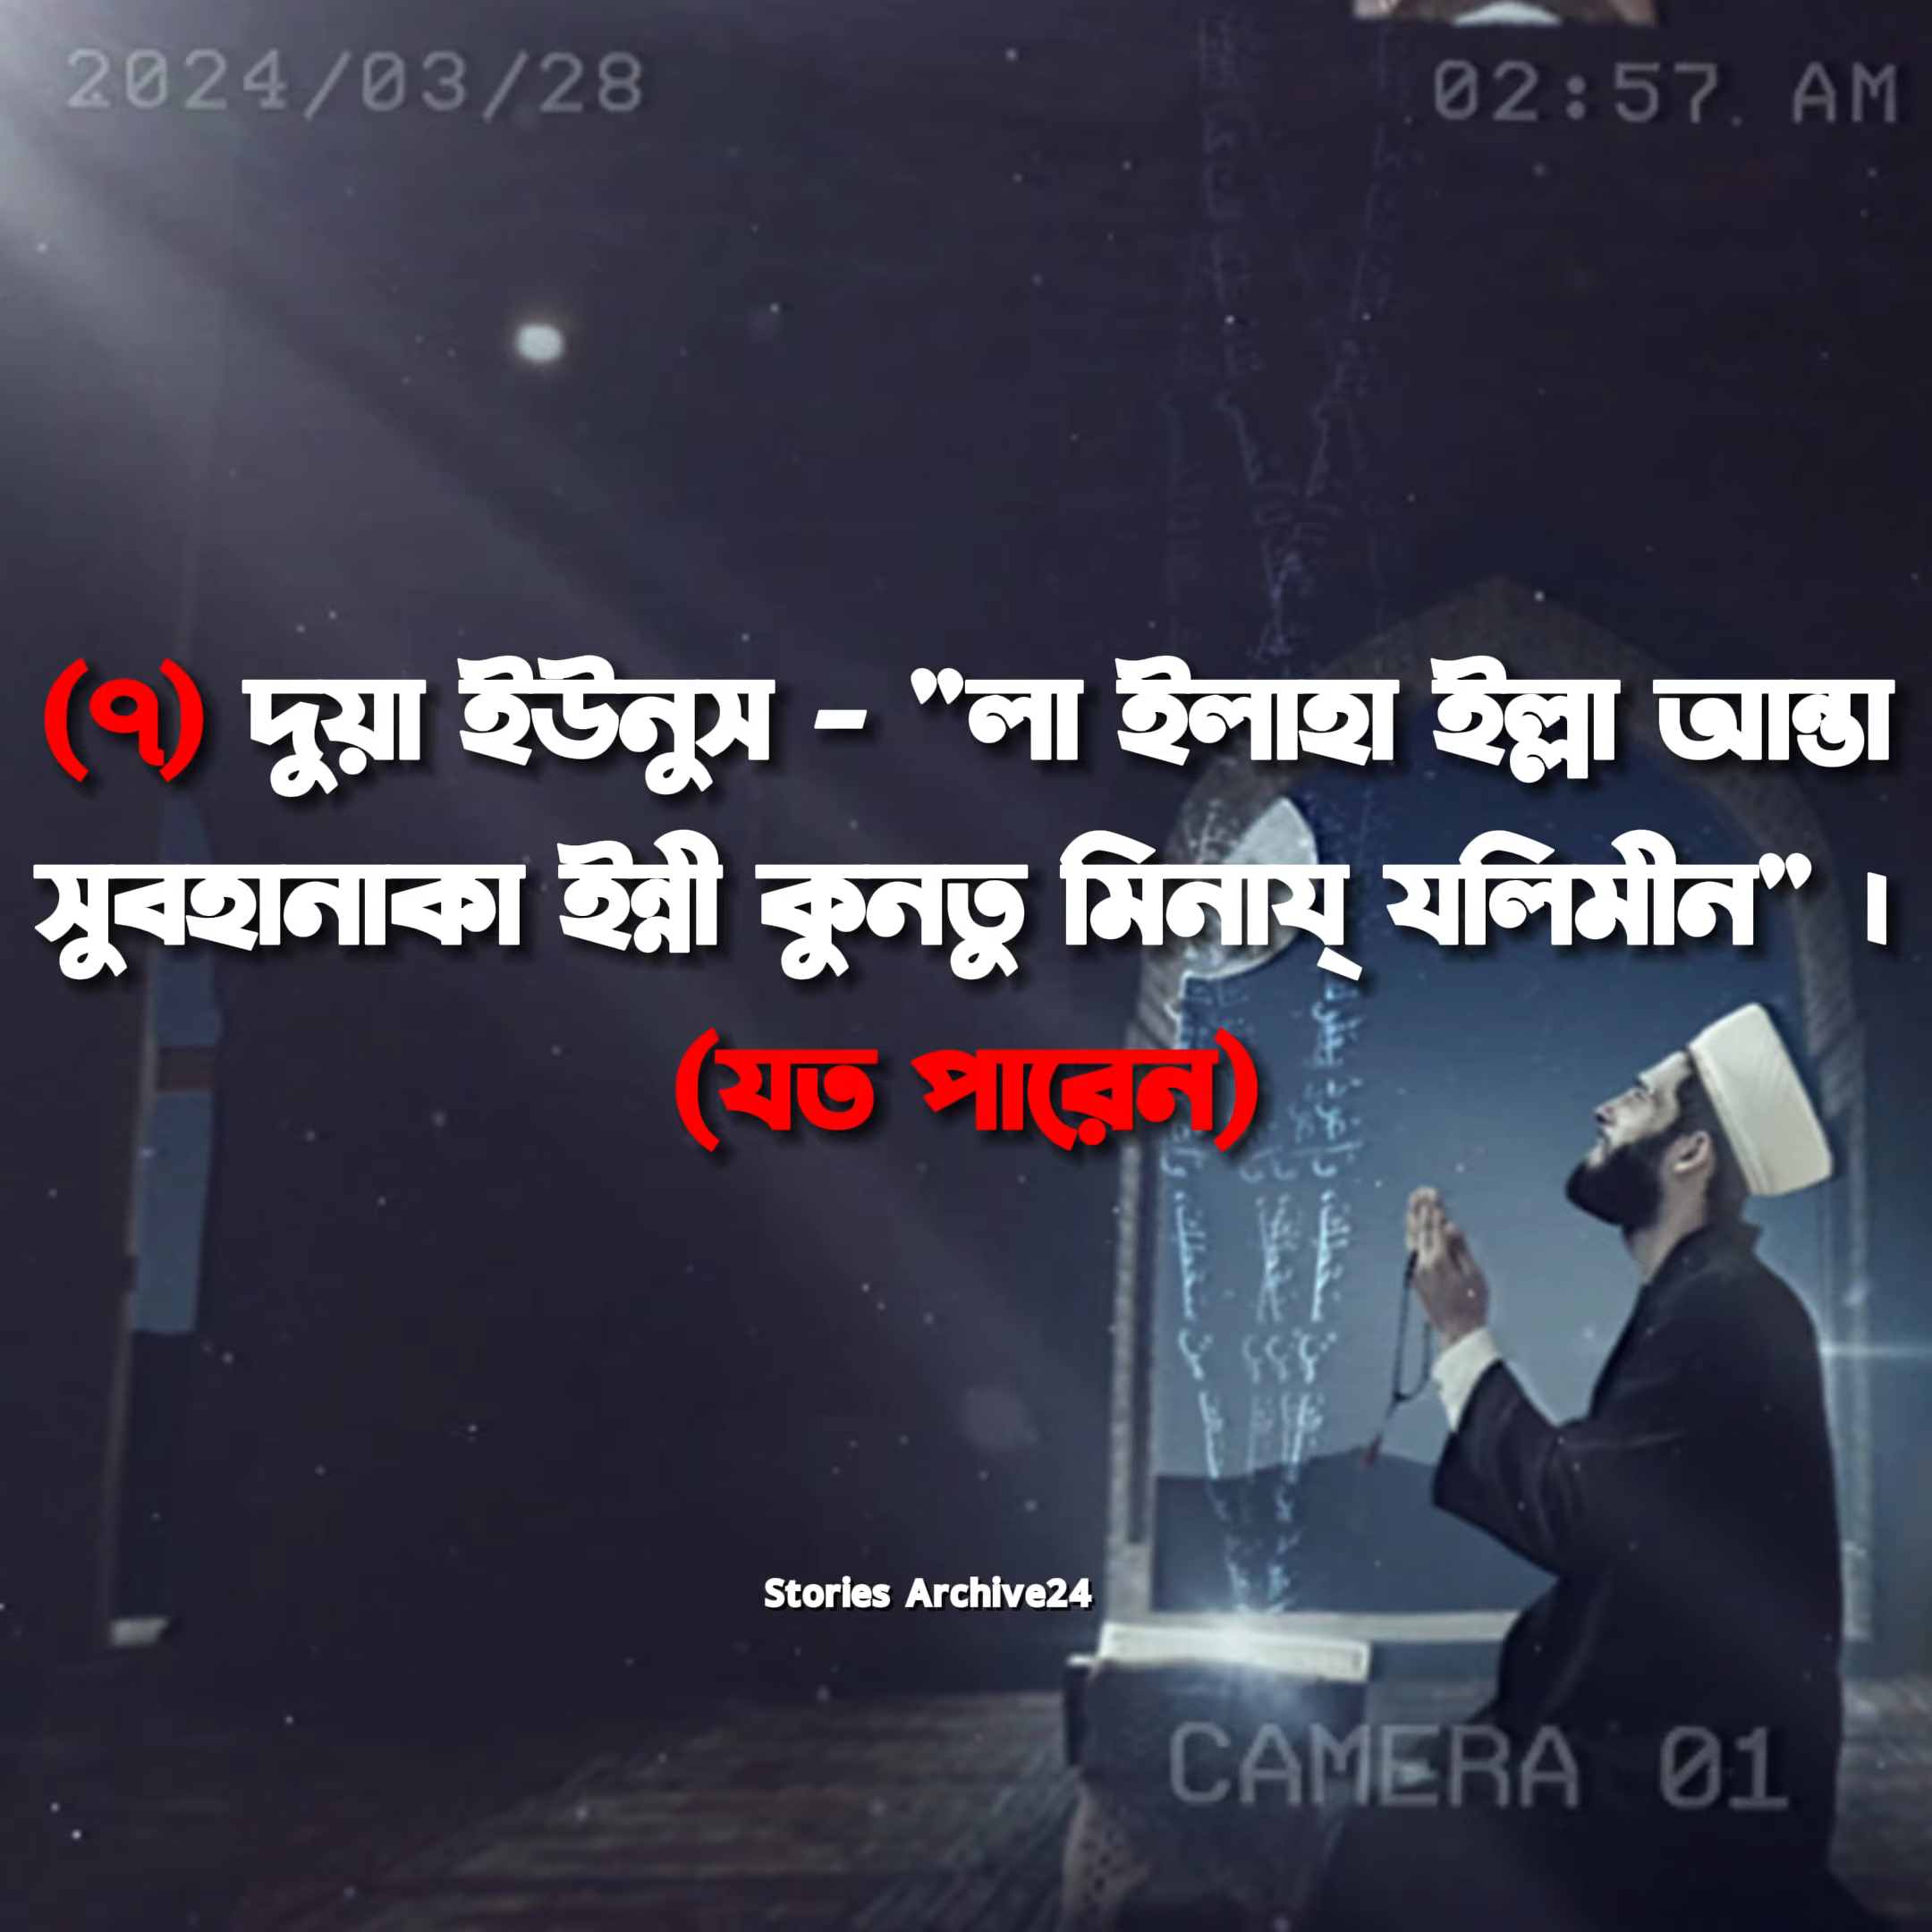 2024/03/28
02:57 AM
(৭) দুয়া ইউনুস - "লা ইলাহা ইল্লা আন্তা
সুবহানাকা ইন্নী কুনতু মিনায্ যলিমীন" ।
(যত পারেন)
Stories Archive24
CAMERA 01